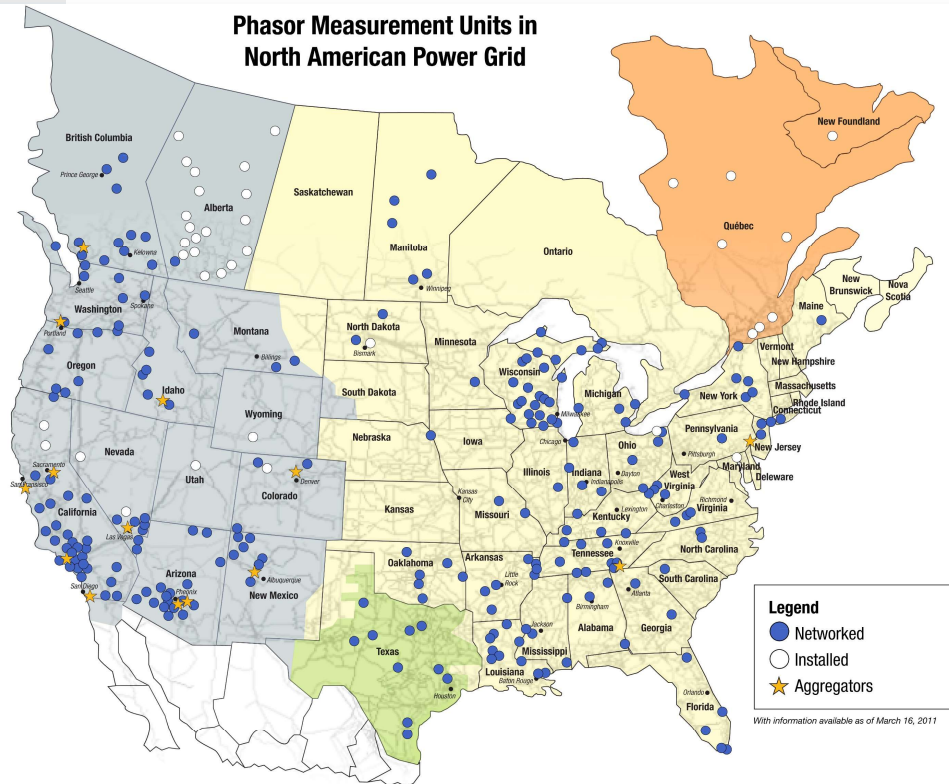 Phasor Measurement Units in
North American Power Grid
British Columbia
Prince George
Alberta
Saskatchewan
Manitoba
Winnipeg
Ontario
Québec
New Foundland
New
Brunswick
Nova
Scotia
Maine
Kelowna
Seattle
Washington
Spokane
Portland
Oregon
Idaho
Montana
Billings
Wyoming
North Dakota
Bismark
South Dakota
Minnesota
Wisconsin
Milwaukee
Michigan
Vermont
New Hampshire
Massachusetts
Rhode Island
Connecticut
New York
Pennsylvania
Pittsburgh
New Jersey
Maryland
Deleware
Nebraska
Iowa
Chicago
Illinois
Indiana
Indianapolis
Ohio
Dayton
West
Virginia
Charleston
Richmond
Virginia
Nevada
Utah
Colorado
Denver
Sacramento
San Francisco
California
Las Vegas
San Diego
Arizona
Pheonix
New Mexico
Albuquerque
Kansas
Kansas
City
Missouri
Kentucky
Lexington
Knoxville
Tennessee
North Carolina
South Carolina
Oaklahoma
Arkansas
Little
Rock
Birmingham
Atlanta
Alabama
Georgia
Jackson
Mississippi
Louisiana
Baton Rouge
Texas
Houston
Orlando
Florida
Legend
Networked
Installed
Aggregators
With information available as of March 16, 2011